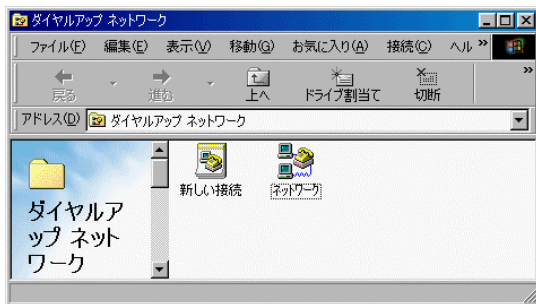 ダイヤルアップ ネットワーク
ファイル(F) 編集(E) 表示(V) 移動(G) お気に入り(A) 接続(C) ヘル »
戻る 進む 上へ ドライブ割当て 切断 »
アドレス(D) ダイヤルアップ ネットワーク
新しい接続 ネットワーク
ダイヤルア
ップ ネット
ワーク